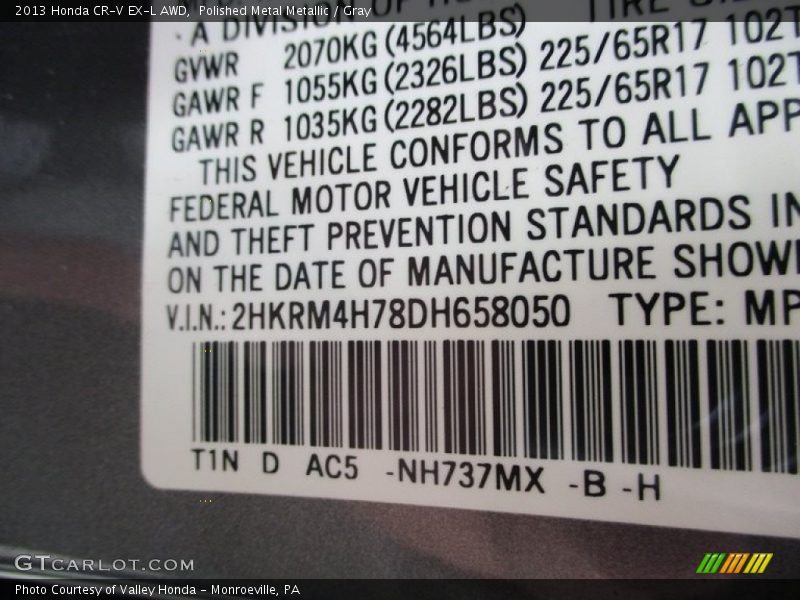 2013 Honda CR-V EX-L AWD, Polished Metal Metallic / Gray
A DIVISION OF
GVWR 2070KG (4564LBS)
GAWR F 1055KG (2326LBS) 225/65R17 102T
GAWR R 1035KG (2282LBS) 225/65R17 102T
THIS VEHICLE CONFORMS TO ALL APP
FEDERAL MOTOR VEHICLE SAFETY
AND THEFT PREVENTION STANDARDS IN
ON THE DATE OF MANUFACTURE SHOW
V.I.N.: 2HKRM4H78DH658050 TYPE: MP
T1N D AC5 -NH737MX -B -H
GTCARLOT.COM
Photo Courtesy of Valley Honda - Monroeville, PA